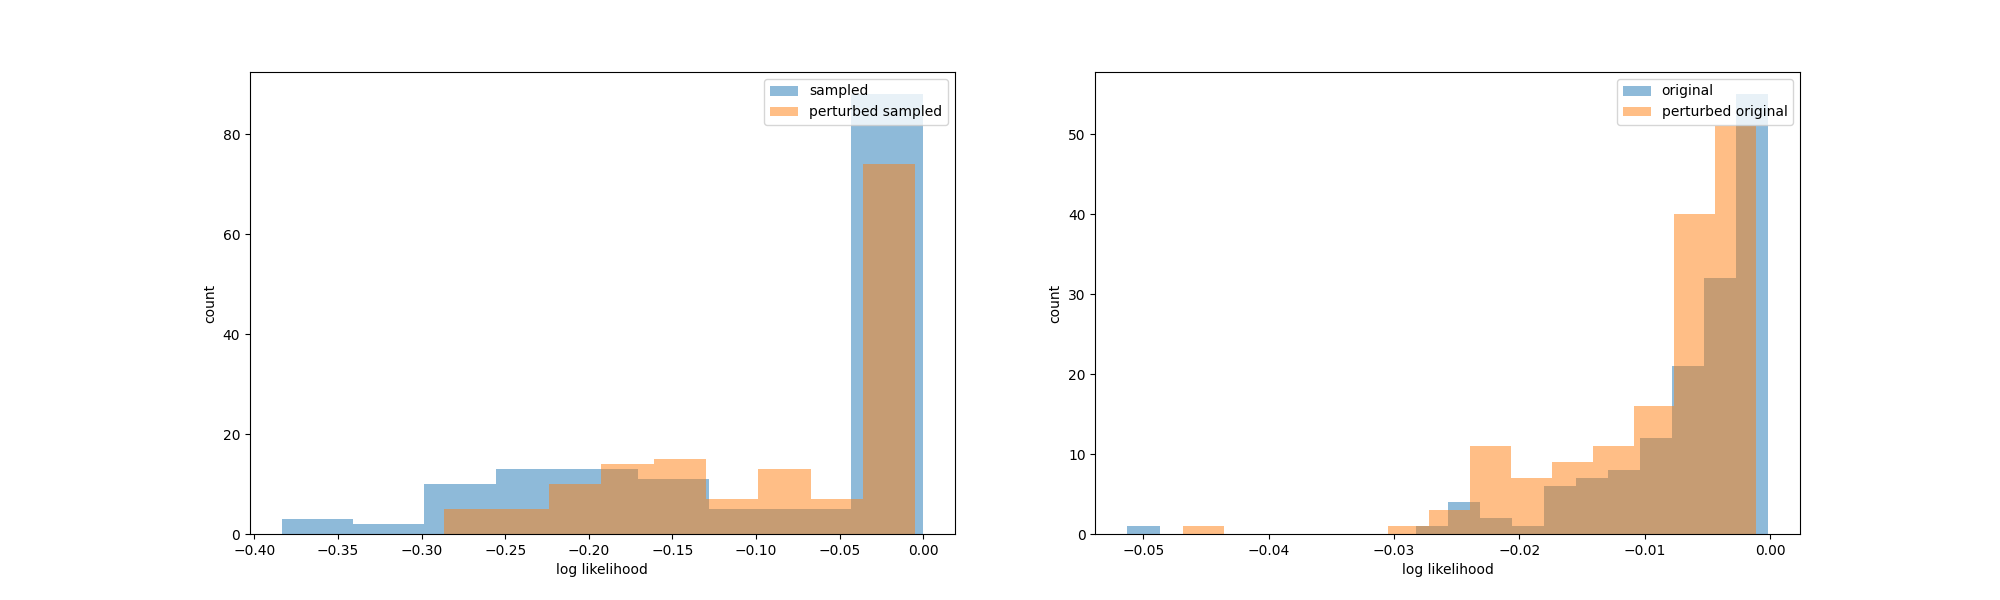 sampled
perturbed sampled
count
80
60
40
20
0
−0.40 −0.35 −0.30 −0.25 −0.20 −0.15 −0.10 −0.05 0.00
log likelihood
original
perturbed original
count
50
40
30
20
10
0
−0.05 −0.04 −0.03 −0.02 −0.01 0.00
log likelihood